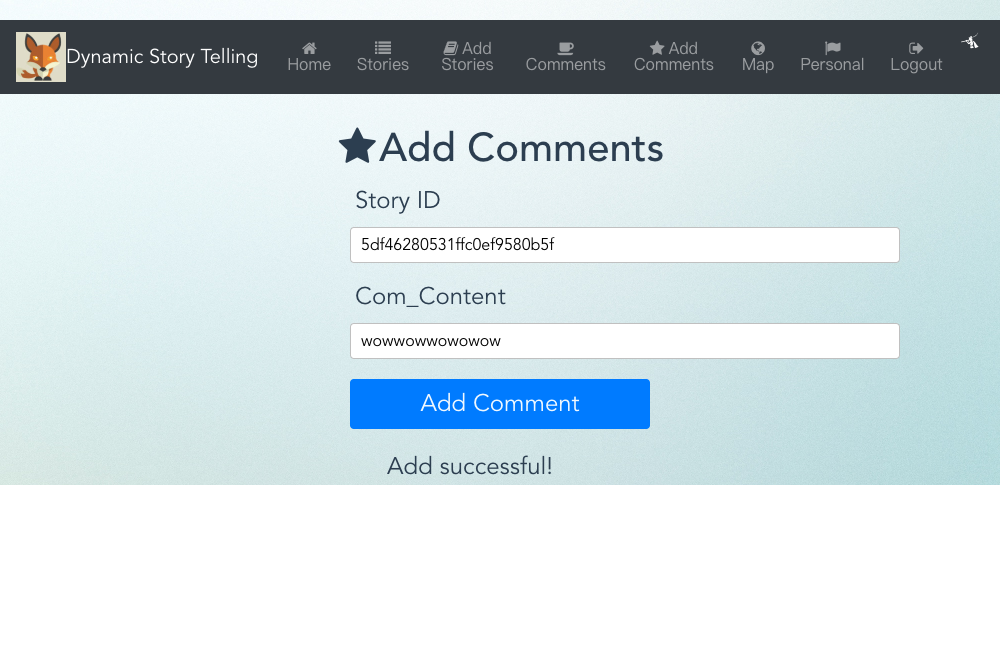 Dynamic Story Telling
Home
Stories
Add Stories
Comments
Add Comments
Map
Personal
Logout
Add Comments
Story ID
5df46280531ffc0ef9580b5f
Com_Content
wowwowwowowow
Add Comment
Add successful!